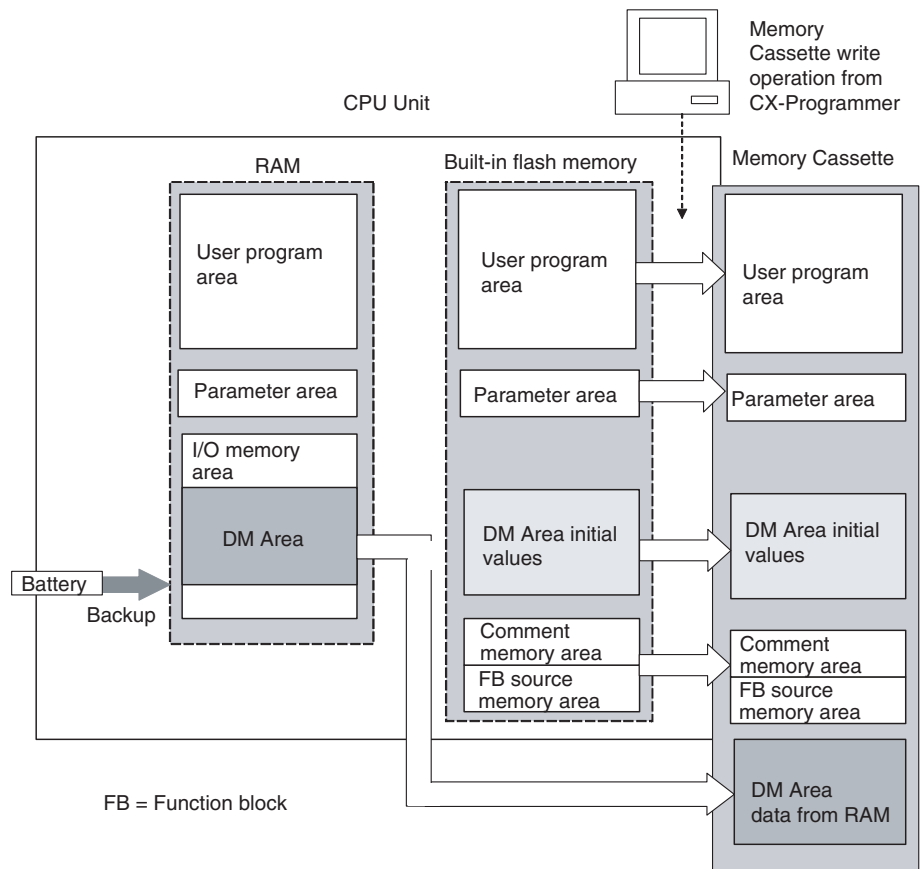 Memory
Cassette write
operation from
CX-Programmer
CPU Unit
RAM
Built-in flash memory
Memory Cassette
User program
area
User program
area
User program
area
Parameter area
Parameter area
Parameter area
I/O memory
area
DM Area
DM Area initial
values
DM Area initial
values
Battery
Backup
Comment
memory area
FB source
memory area
Comment
memory area
FB source
memory area
DM Area
data from RAM
FB = Function block